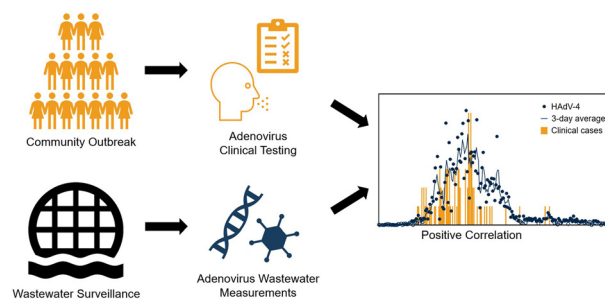 Community Outbreak
Adenovirus
Clinical Testing
HAdV-4
3-day average
Clinical cases
Positive Correlation
Wastewater Surveillance
Adenovirus Wastewater
Measurements